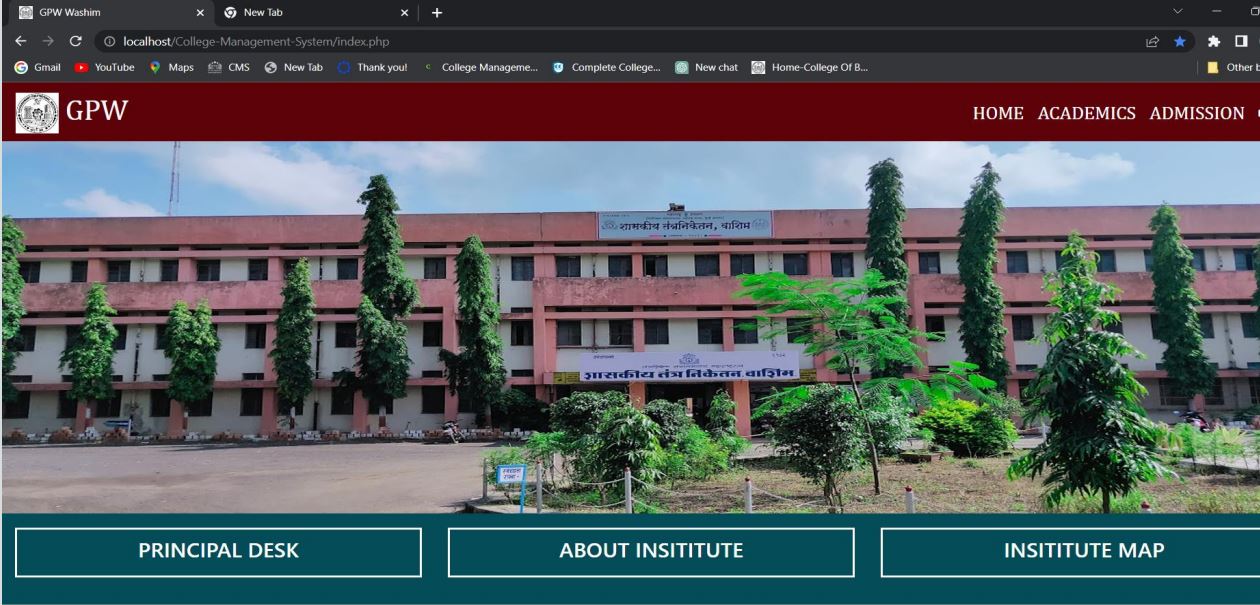 GPW Washim
New Tab
localhost/College-Management-System/index.php
Gmail YouTube Maps CMS New Tab Thank you! College Manageme... Complete College... New chat Home-College Of B... Other b
GPW
HOME ACADEMICS ADMISSION
शासकीय तंत्रनिकेतन, वाशिम
शासकीय तंत्र निकेतन वाशिम
PRINCIPAL DESK
ABOUT INSITITUTE
INSITITUTE MAP